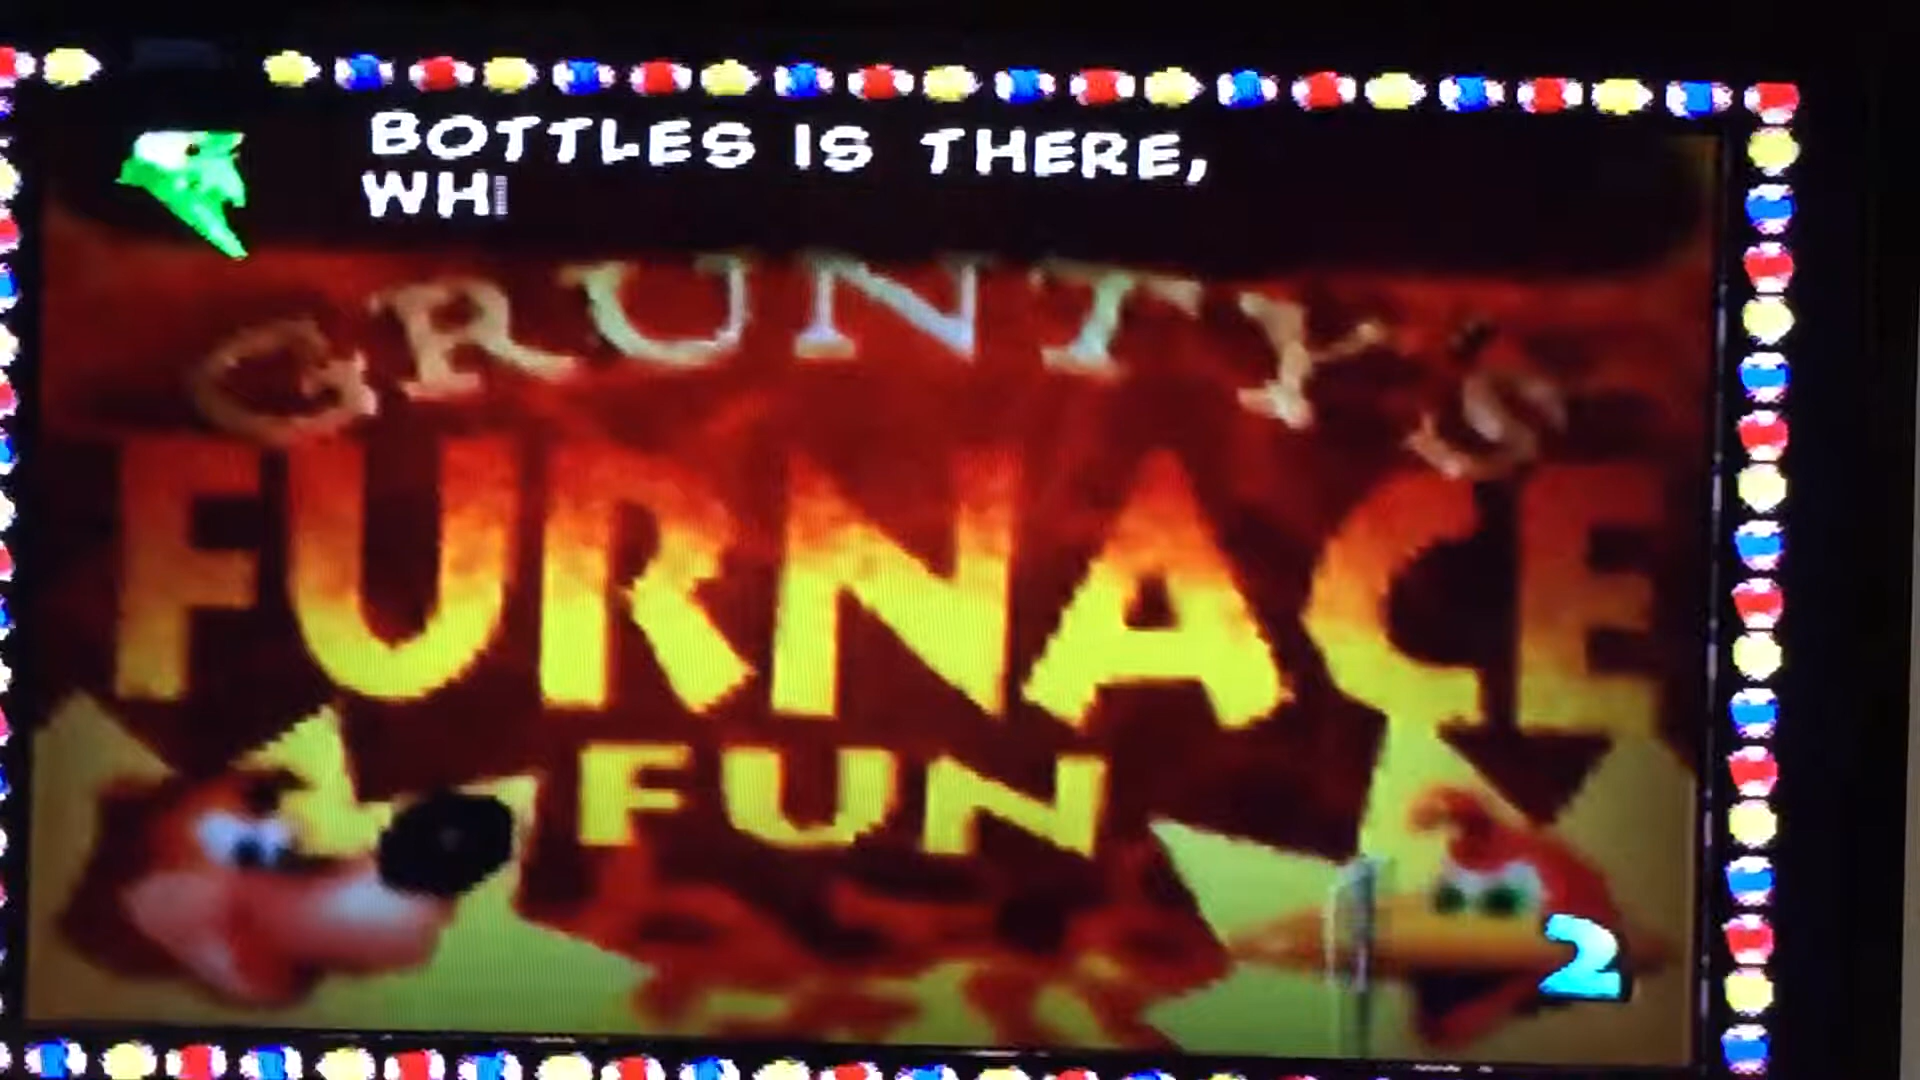 BOTTLES IS THERE,
WHI
GRUNTY'S
FURNACE
FUN
2